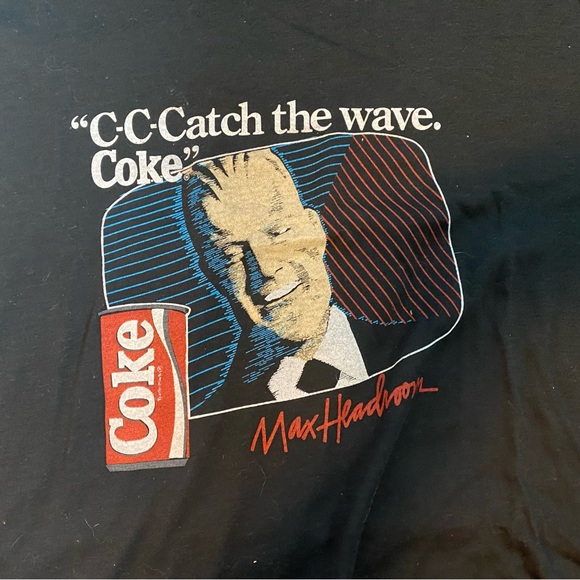 “C-C-Catch the wave.
Coke”
Coke
Max Headroom